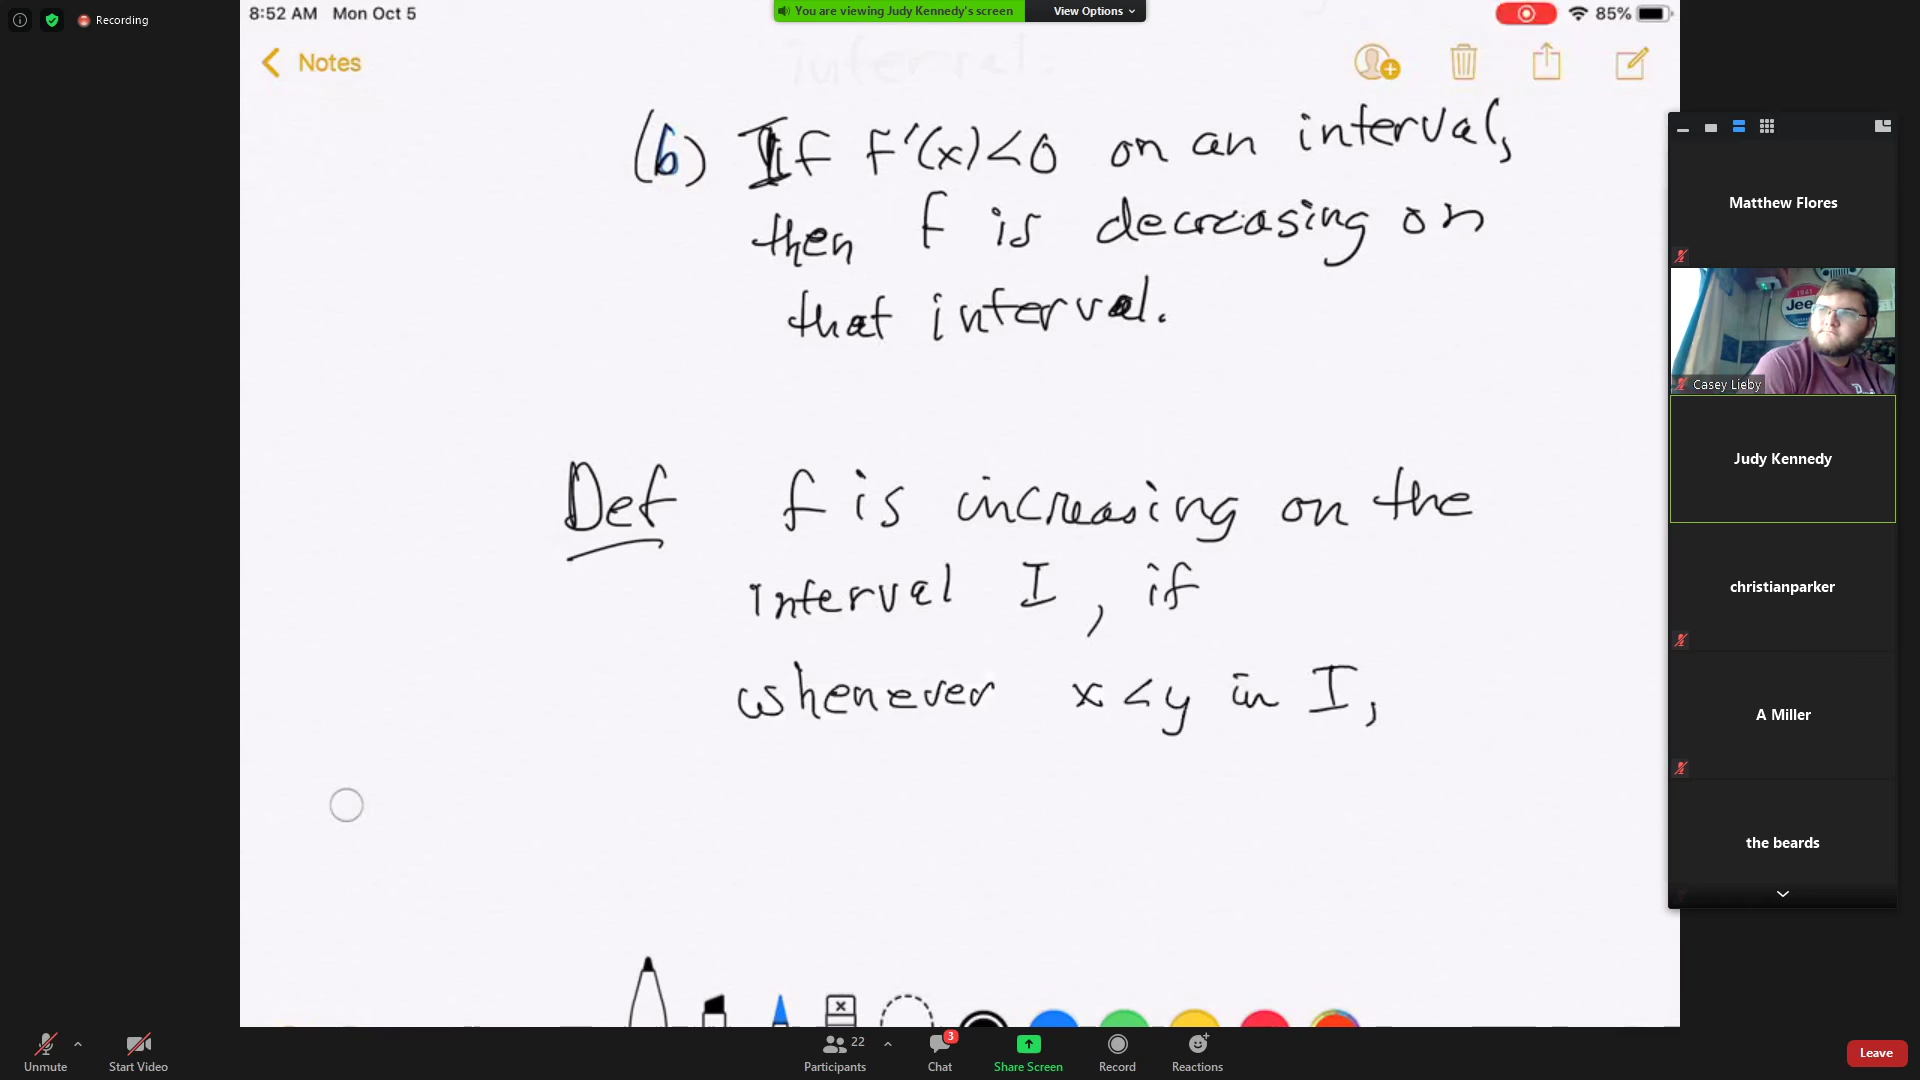 8:52 AM Mon Oct 5
Recording
You are viewing Judy Kennedy's screen
View Options
85%
Notes
interval.
(b) If f'(x)<0 on an interval,
then f is decreasing on
that interval.
Def f is increasing on the
interval I, if
whenever x<y in I,
Matthew Flores
Jee
Casey Lieby
Judy Kennedy
christianparker
A Miller
the beards
Unmute
Start Video
Participants
22
Chat
3
Share Screen
Record
Reactions
Leave